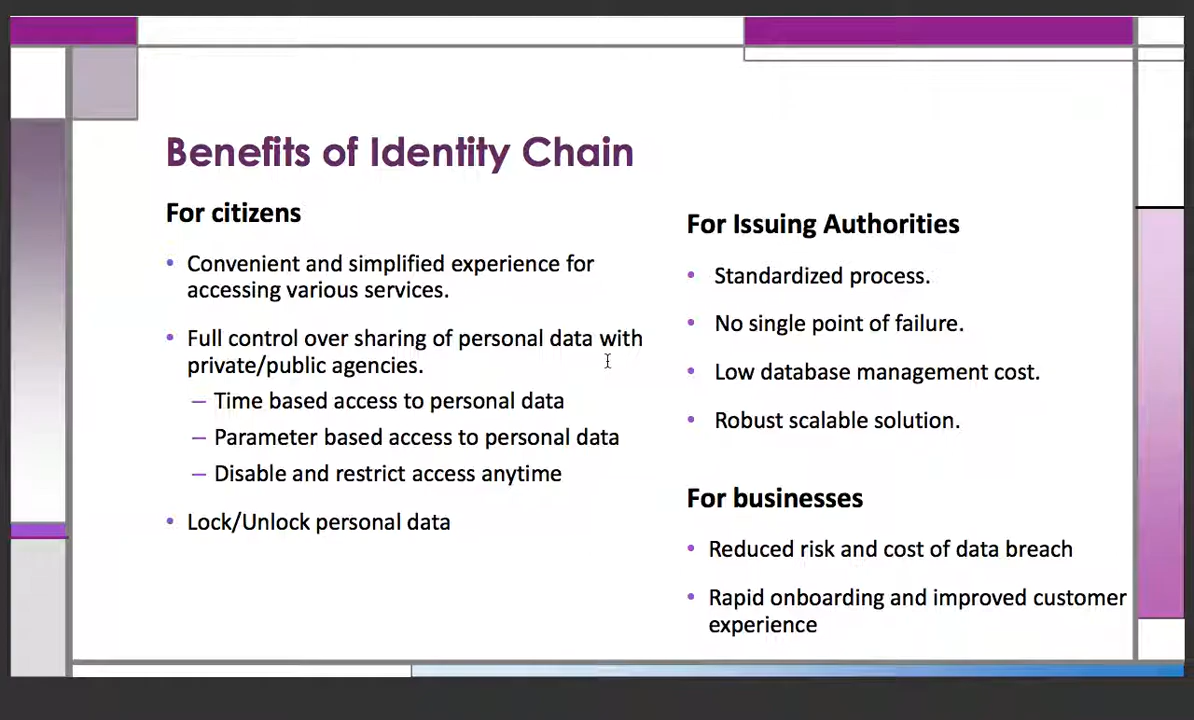 Benefits of Identity Chain
For citizens
• Convenient and simplified experience for
accessing various services.
• Full control over sharing of personal data with
private/public agencies.
– Time based access to personal data
– Parameter based access to personal data
– Disable and restrict access anytime
• Lock/Unlock personal data
For Issuing Authorities
• Standardized process.
• No single point of failure.
• Low database management cost.
• Robust scalable solution.
For businesses
• Reduced risk and cost of data breach
• Rapid onboarding and improved customer
experience